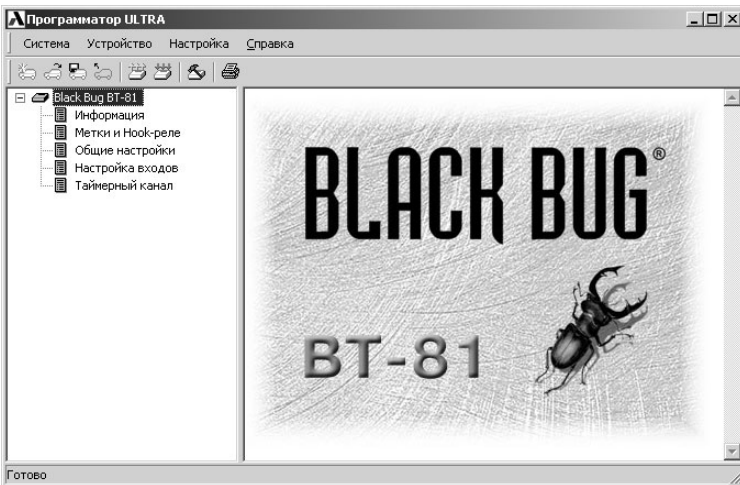 Программатор ULTRA
Система Устройство Настройка Справка
Black Bug BT-81
Информация
Метки и Hook-реле
Общие настройки
Настройка входов
Таймерный канал
BLACK BUG®
BT-81
Готово